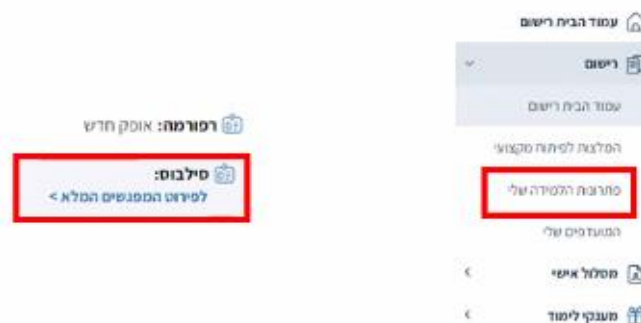 עמוד הבית רישום
רישום
עמוד הבית רישום
המלצות לפיתוח מקצועי
פתרונות הלמידה שלי
המועדפים שלי
מסלול אישי
מענקי לימוד
רפורמה: אופק חדש
סילבוס:
לפירוט המפגשים המלא >